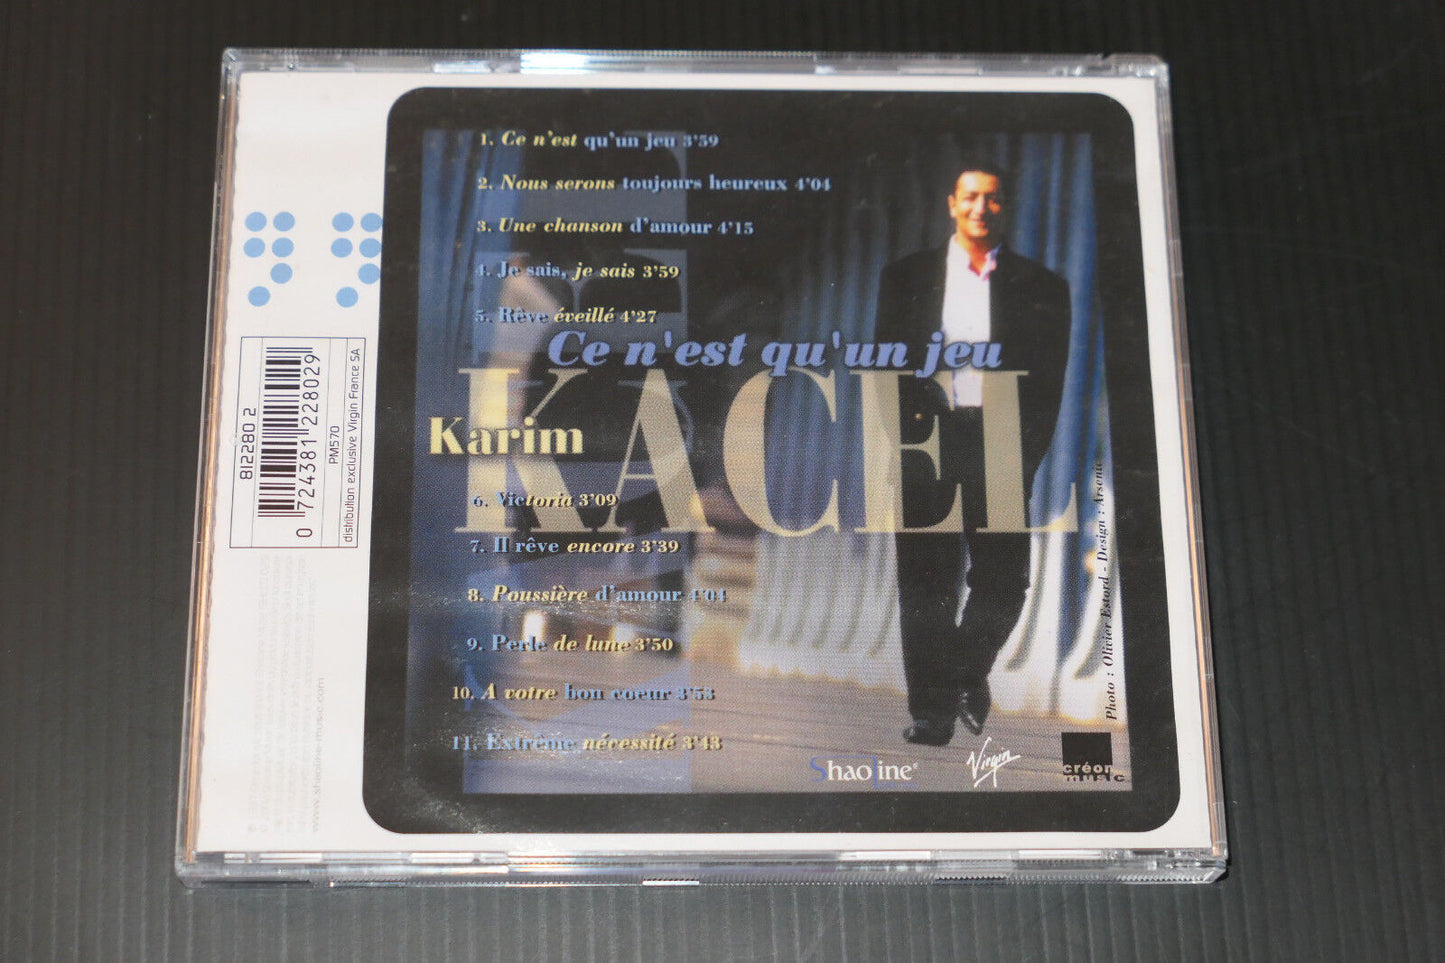 1. Ce n'est qu'un jeu 3'59
2. Nous serons toujours heureux 4'04
3. Une chanson d'amour 4'15
4. Je sais, je sais 3'59
5. Rêve éveillé 4'27
Ce n'est qu'un jeu
Karim
KACEL
6. Victoria 3'09
7. Il rêve encore 3'39
8. Poussière d'amour 4'04
9. Perle de lune 3'50
10. A votre bon coeur 3'53
11. Extrême nécessité 3'43
ShaoLine
Virgin
créon
MUSIC
Photo : Olivier Estord - Design : Arsenic
812280 2
0 724381 228029
PM570
distribution exclusive Virgin France SA
www.shaoline-music.com